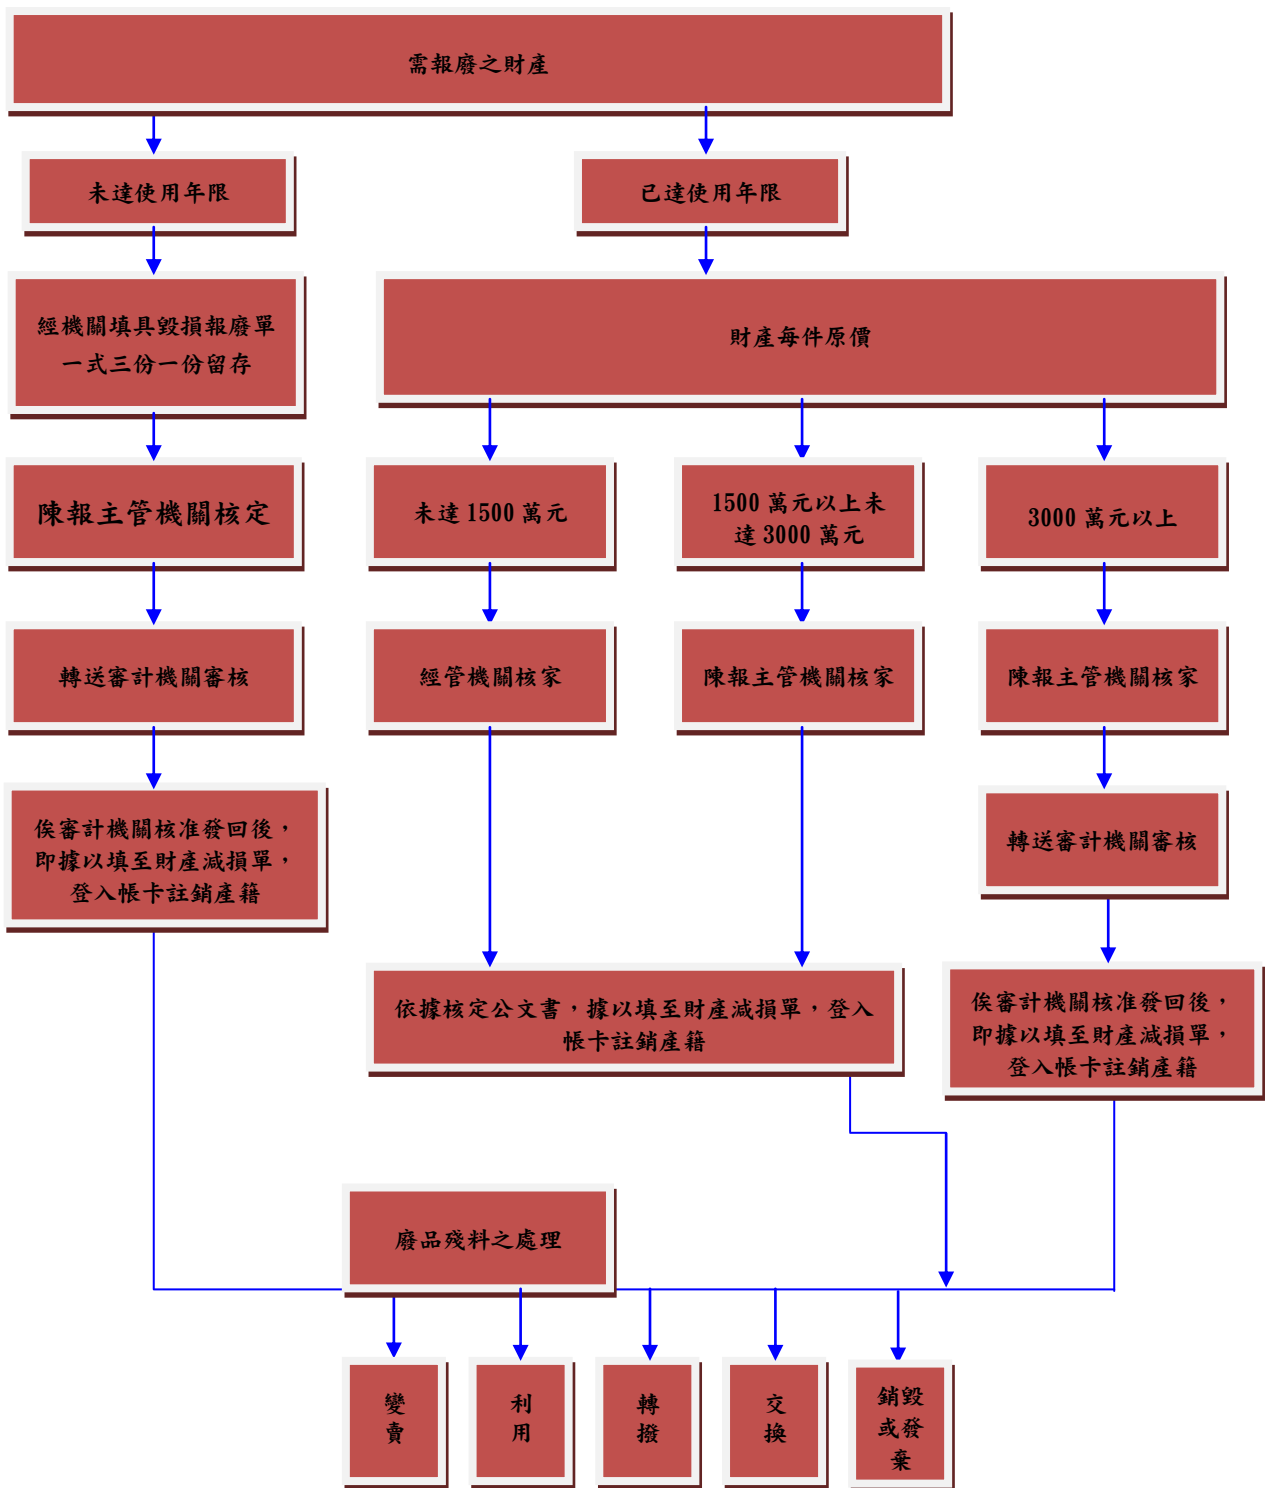 需報廢之財產
未達使用年限
已達使用年限
經機關填具毀損報廢單
一式三份一份留存
財產每件原價
陳報主管機關核定
未達 1500 萬元
1500 萬元以上未
達 3000 萬元
3000 萬元以上
轉送審計機關審核
經管機關核家
陳報主管機關核家
陳報主管機關核家
俟審計機關核准發回後，
即據以填至財產減損單，
登入帳卡註銷產籍
轉送審計機關審核
依據核定公文書，據以填至財產減損單，登入
帳卡註銷產籍
俟審計機關核准發回後，
即據以填至財產減損單，
登入帳卡註銷產籍
廢品殘料之處理
變
賣
利
用
轉
撥
交
換
銷毀
或發
棄